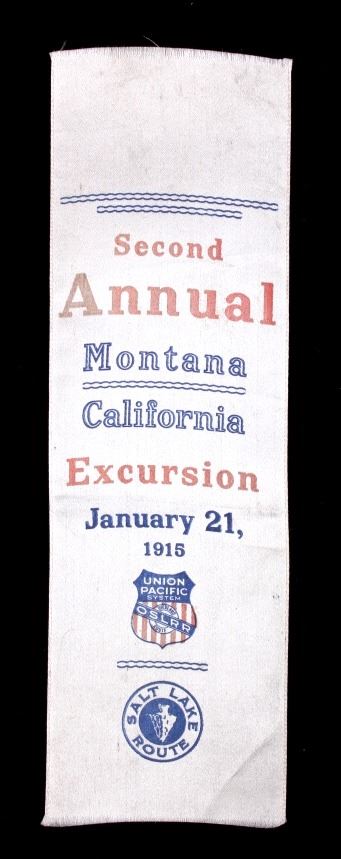 Second
Annual
Montana
California
Excursion
January 21,
1915
UNION
PACIFIC
SYSTEM
OSLRR
SALT LAKE
ROUTE